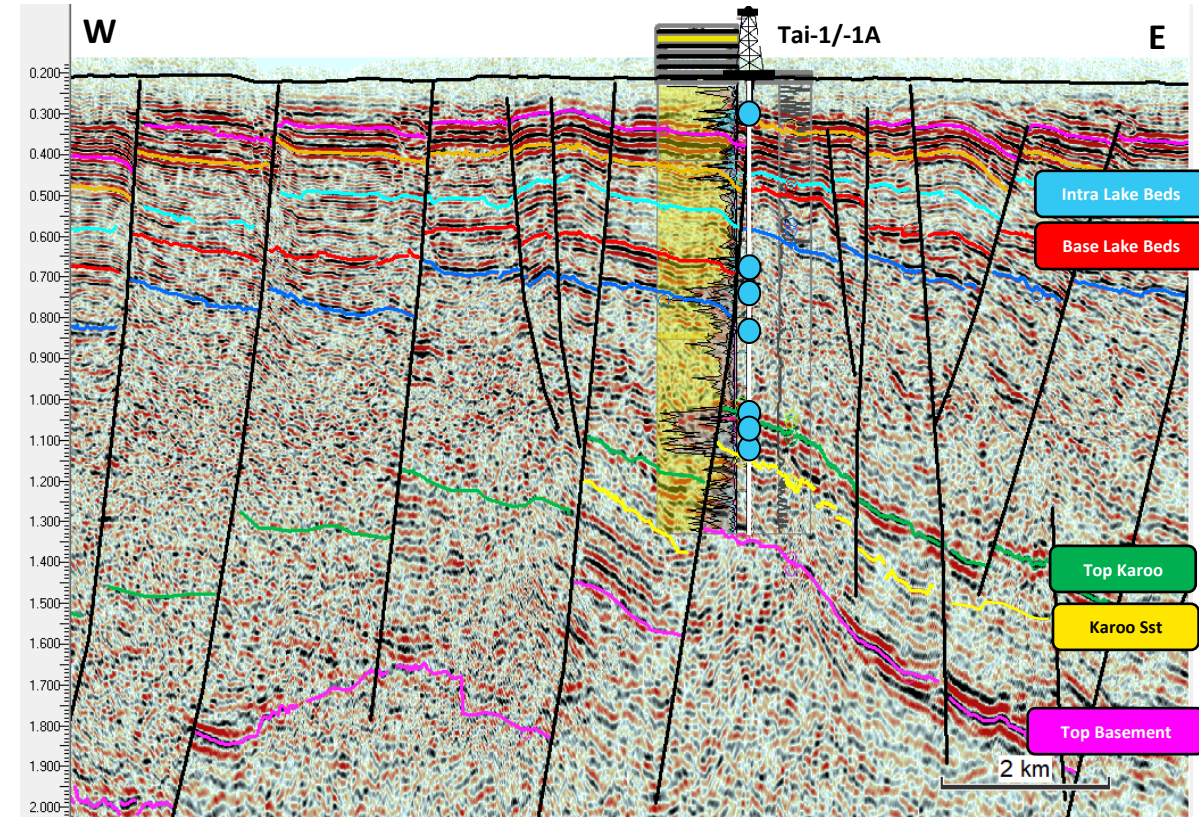 W
Tai-1/-1A
E
0.200
0.300
0.400
0.500
0.600
0.700
0.800
0.900
1.000
1.100
1.200
1.300
1.400
1.500
1.600
1.700
1.800
1.900
2.000
Intra Lake Beds
Base Lake Beds
Top Karoo
Karoo Sst
Top Basement
2 km